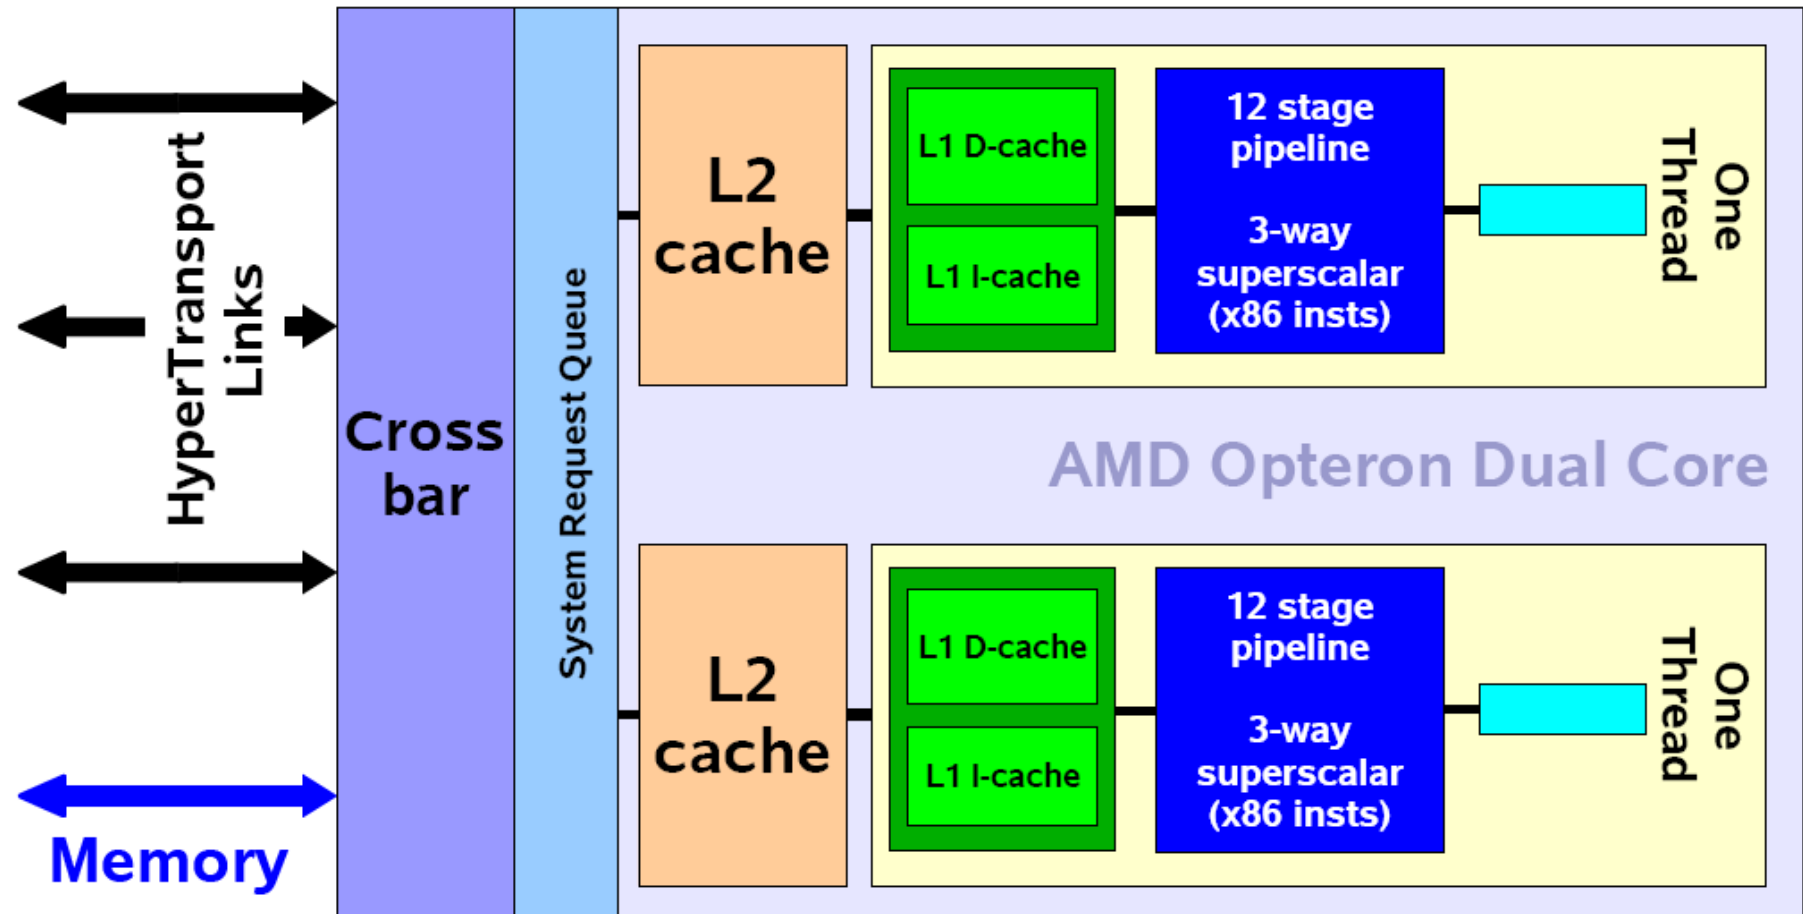 HyperTransport
Links
Memory
Cross
bar
System Request Queue
L2
cache
L1 D-cache
L1 I-cache
12 stage
pipeline
3-way
superscalar
(x86 insts)
One
Thread
AMD Opteron Dual Core
L2
cache
L1 D-cache
L1 I-cache
12 stage
pipeline
3-way
superscalar
(x86 insts)
One
Thread